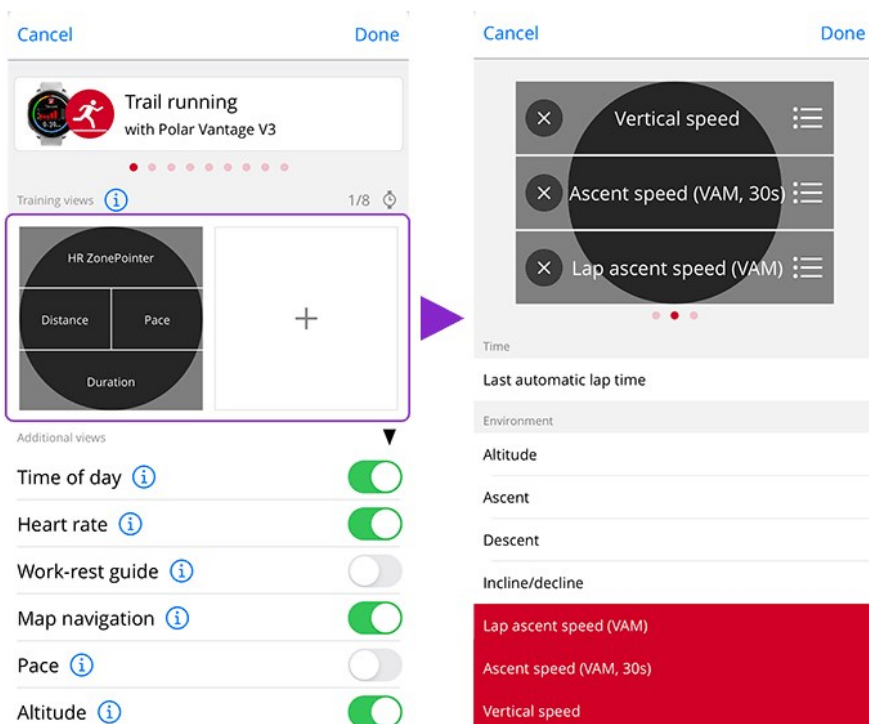 Cancel Done
Trail running
with Polar Vantage V3
Training views 1/8
HR ZonePointer
Distance Pace
Duration
+
Additional views
Time of day
Heart rate
Work-rest guide
Map navigation
Pace
Altitude
Cancel Done
Vertical speed
Ascent speed (VAM, 30s)
Lap ascent speed (VAM)
Time
Last automatic lap time
Environment
Altitude
Ascent
Descent
Incline/decline
Lap ascent speed (VAM)
Ascent speed (VAM, 30s)
Vertical speed